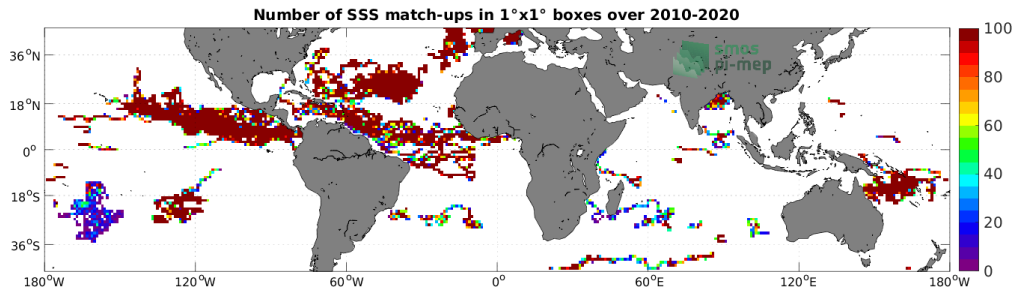 Number of SSS match-ups in 1°x1° boxes over 2010-2020
smos
pi-mep
36°N
18°N
0°
18°S
36°S
180°W 120°W 60°W 0° 60°E 120°E 180°W
100
80
60
40
20
0